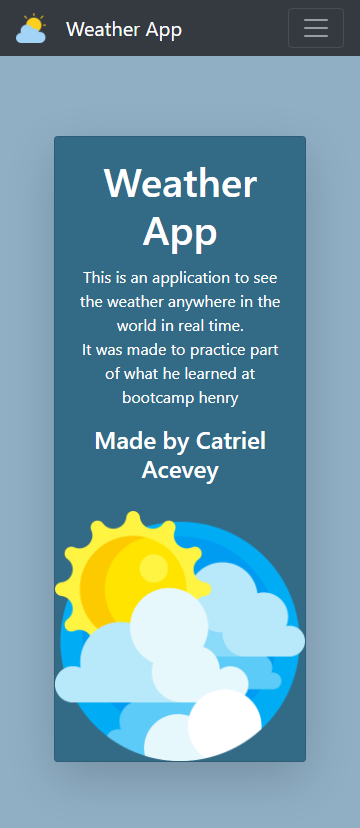 Weather App
Weather
App
This is an application to see
the weather anywhere in the
world in real time.
It was made to practice part
of what he learned at
bootcamp henry
Made by Catriel
Acevey